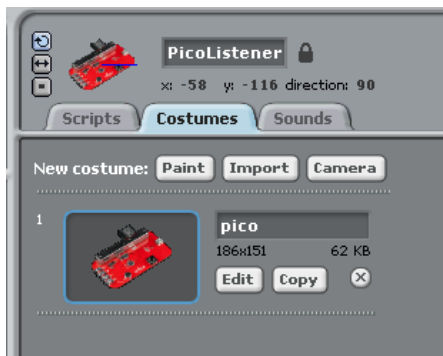 PicoListener
x: -58 y: -116 direction: 90
Scripts Costumes Sounds
New costume: Paint Import Camera
1
pico
186x151 62 KB
Edit Copy